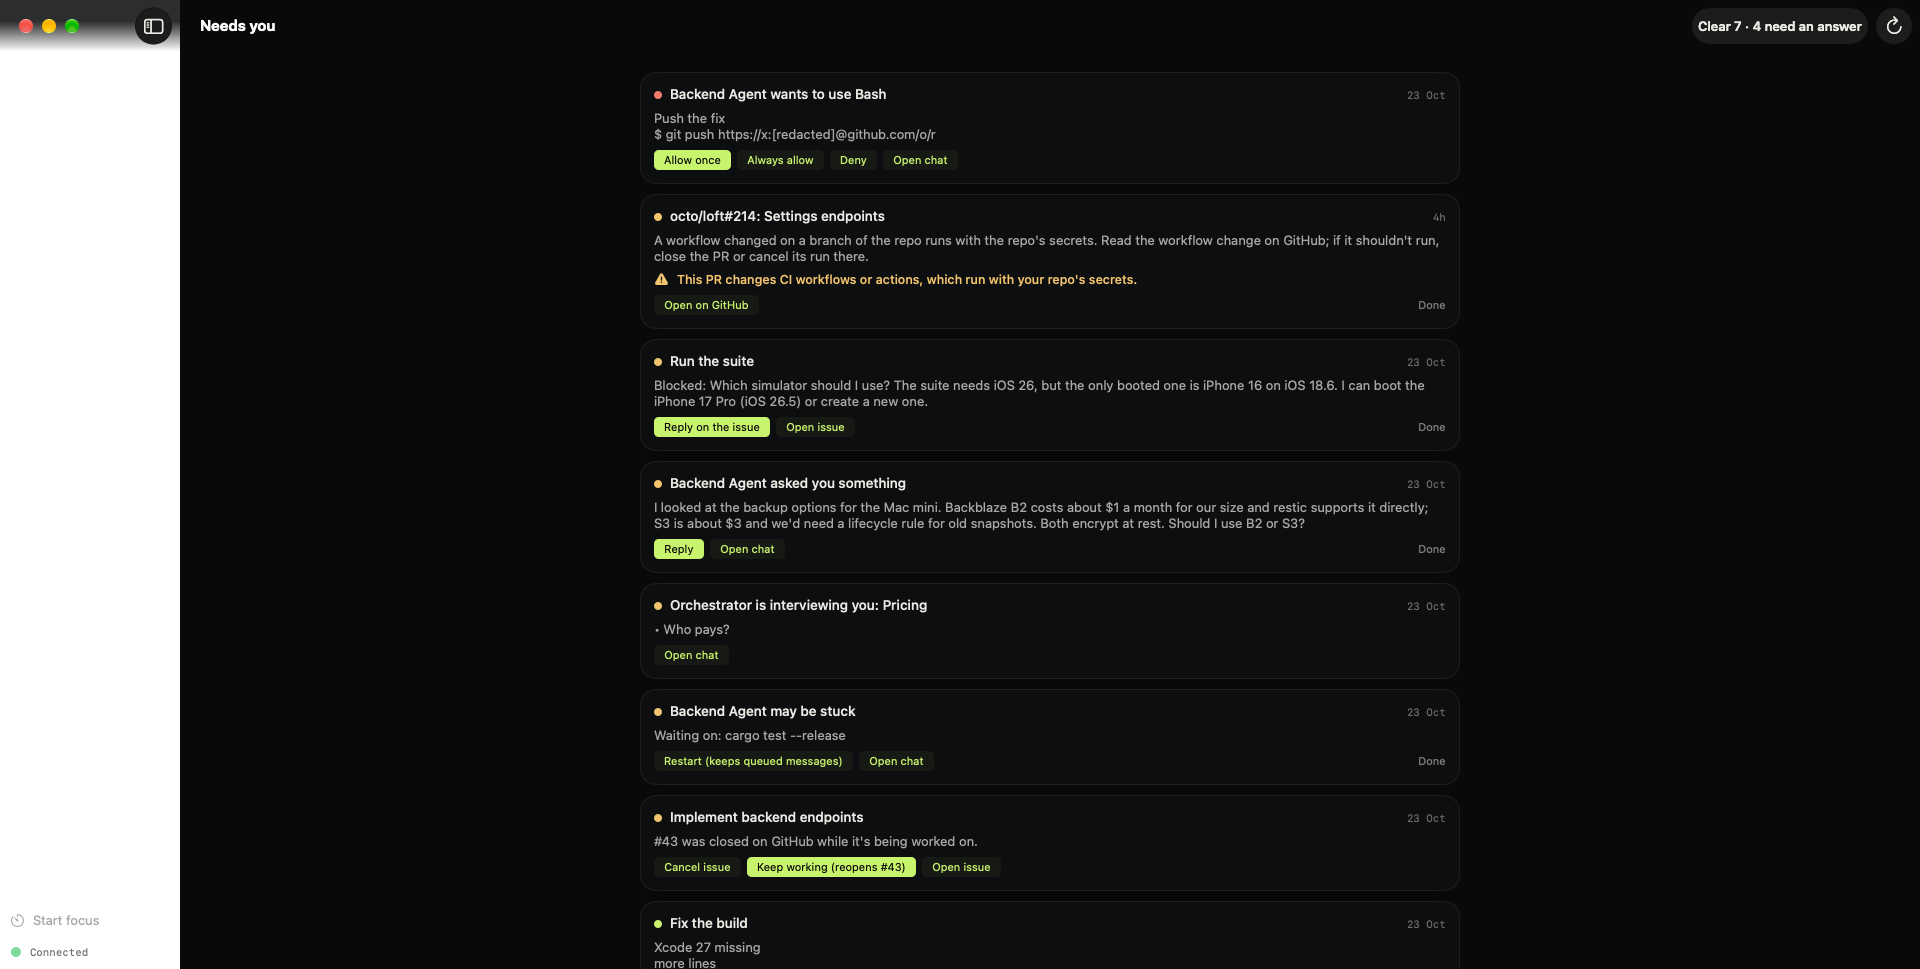 Needs you
Clear 7 · 4 need an answer
Backend Agent wants to use Bash
23 Oct
Push the fix
$ git push https://x:[redacted]@github.com/o/r
Allow once
Always allow
Deny
Open chat
octo/loft#214: Settings endpoints
4h
A workflow changed on a branch of the repo runs with the repo's secrets. Read the workflow change on GitHub; if it shouldn't run,
close the PR or cancel its run there.
This PR changes CI workflows or actions, which run with your repo's secrets.
Open on GitHub
Done
Run the suite
23 Oct
Blocked: Which simulator should I use? The suite needs iOS 26, but the only booted one is iPhone 16 on iOS 18.6. I can boot the
iPhone 17 Pro (iOS 26.5) or create a new one.
Reply on the issue
Open issue
Done
Backend Agent asked you something
23 Oct
I looked at the backup options for the Mac mini. Backblaze B2 costs about $1 a month for our size and restic supports it directly;
S3 is about $3 and we'd need a lifecycle rule for old snapshots. Both encrypt at rest. Should I use B2 or S3?
Reply
Open chat
Done
Orchestrator is interviewing you: Pricing
23 Oct
• Who pays?
Open chat
Backend Agent may be stuck
23 Oct
Waiting on: cargo test --release
Restart (keeps queued messages)
Open chat
Done
Implement backend endpoints
23 Oct
#43 was closed on GitHub while it's being worked on.
Cancel issue
Keep working (reopens #43)
Open issue
Fix the build
23 Oct
Xcode 27 missing
more lines
Start focus
Connected